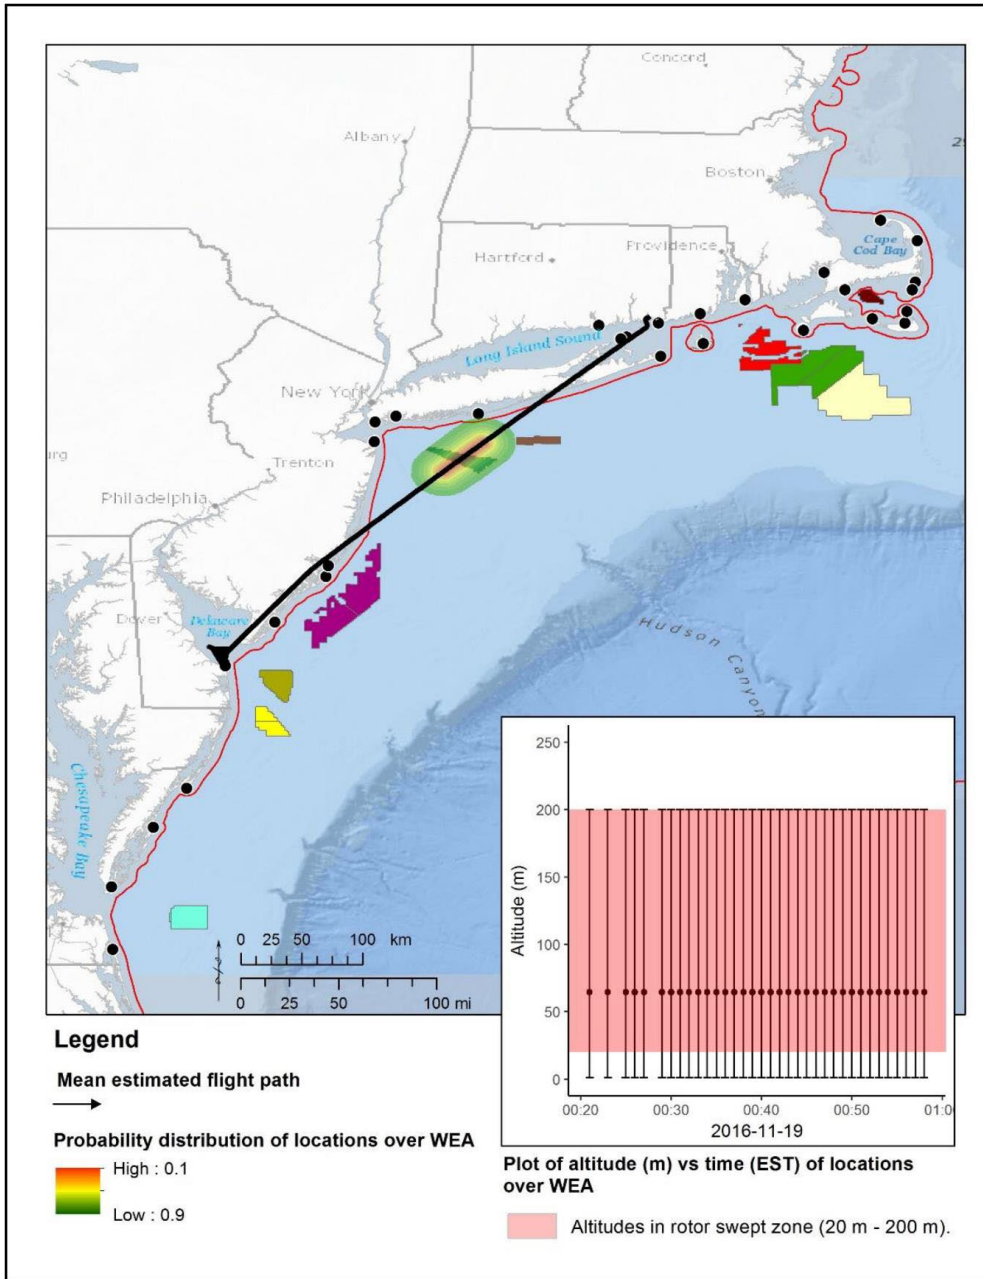 Concord
Albany
29
Boston
Cape
Cod Bay
Providence
Hartford
Long Island Sound
New York
urg
Trenton
Philadelphia
Dover
Delaware
Bay
Hudson Canyon
Chesapeake Bay
0 25 50 100 km
0 25 50 100 mi
250
200
150
100
50
0
Altitude (m)
00:20 00:30 00:40 00:50 01:0
2016-11-19
Legend
Mean estimated flight path
Probability distribution of locations over WEA
High : 0.1
Low : 0.9
Plot of altitude (m) vs time (EST) of locations
over WEA
Altitudes in rotor swept zone (20 m - 200 m).